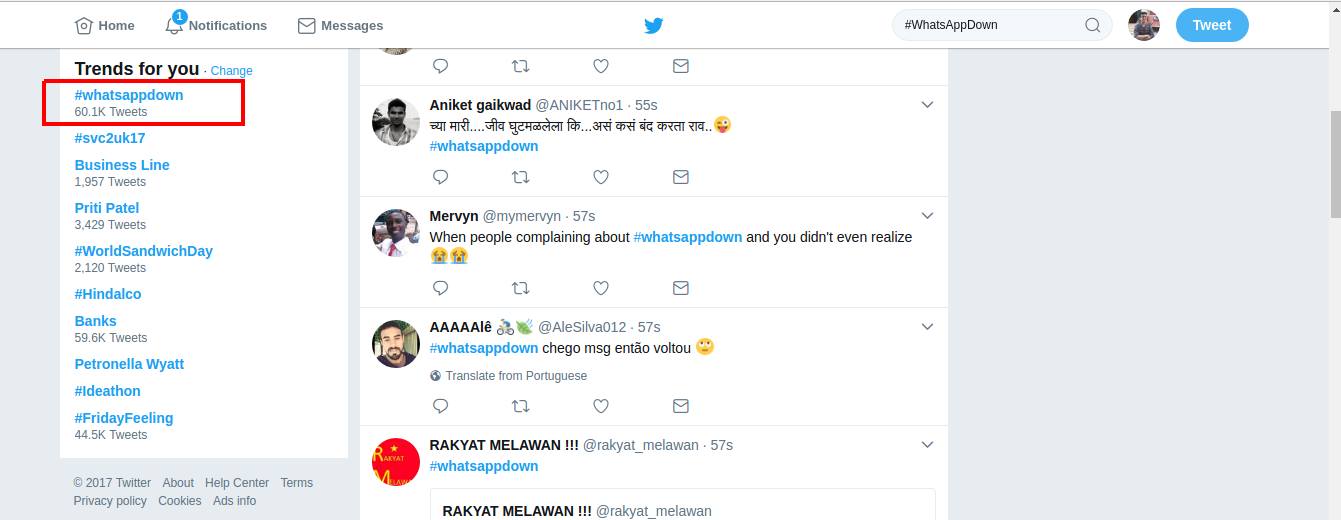 Home
1
Notifications
Messages
#WhatsAppDown
Tweet
Trends for you · Change
#whatsappdown
60.1K Tweets
#svc2uk17
Business Line
1,957 Tweets
Priti Patel
3,429 Tweets
#WorldSandwichDay
2,120 Tweets
#Hindalco
Banks
59.6K Tweets
Petronella Wyatt
#Ideathon
#FridayFeeling
44.5K Tweets
© 2017 Twitter About Help Center Terms
Privacy policy Cookies Ads info
Aniket gaikwad @ANIKETno1 · 55s
च्या मारी....जीव घुटमळलेला कि...असं कसं बंद करता राव..😜
#whatsappdown
Mervyn @mymervyn · 57s
When people complaining about #whatsappdown and you didn't even realize
😭😭
AAAAAlê 🚴🍃 @AleSilva012 · 57s
#whatsappdown chego msg então voltou 🙄
Translate from Portuguese
RAKYAT MELAWAN !!! @rakyat_melawan · 57s
#whatsappdown
RAKYAT
MELAWAN
RAKYAT MELAWAN !!! @rakyat_melawan